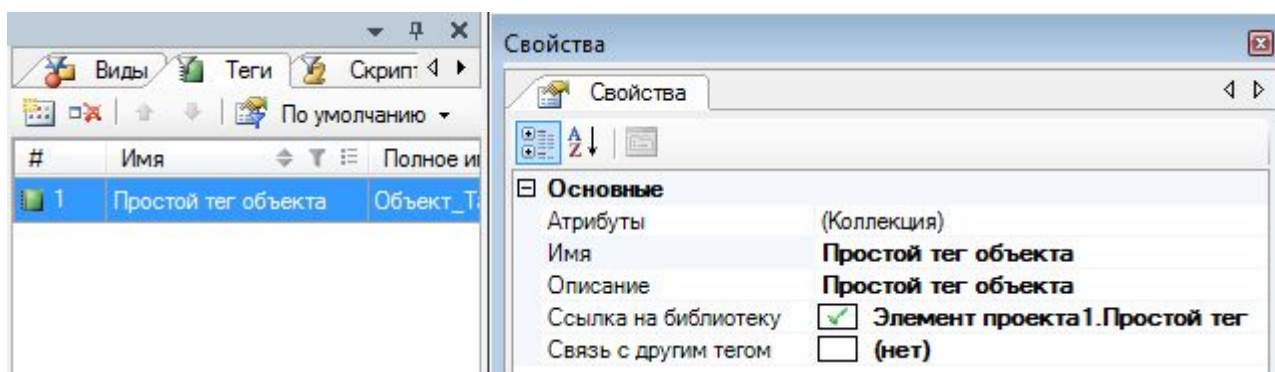 Виды Теги Скрипт
По умолчанию
# Имя Полное и
1 Простой тег объекта Объект_Та
Свойства
Свойства
Основные
Атрибуты (Коллекция)
Имя Простой тег объекта
Описание Простой тег объекта
Ссылка на библиотеку Элемент проекта1.Простой тег
Связь с другим тегом (нет)